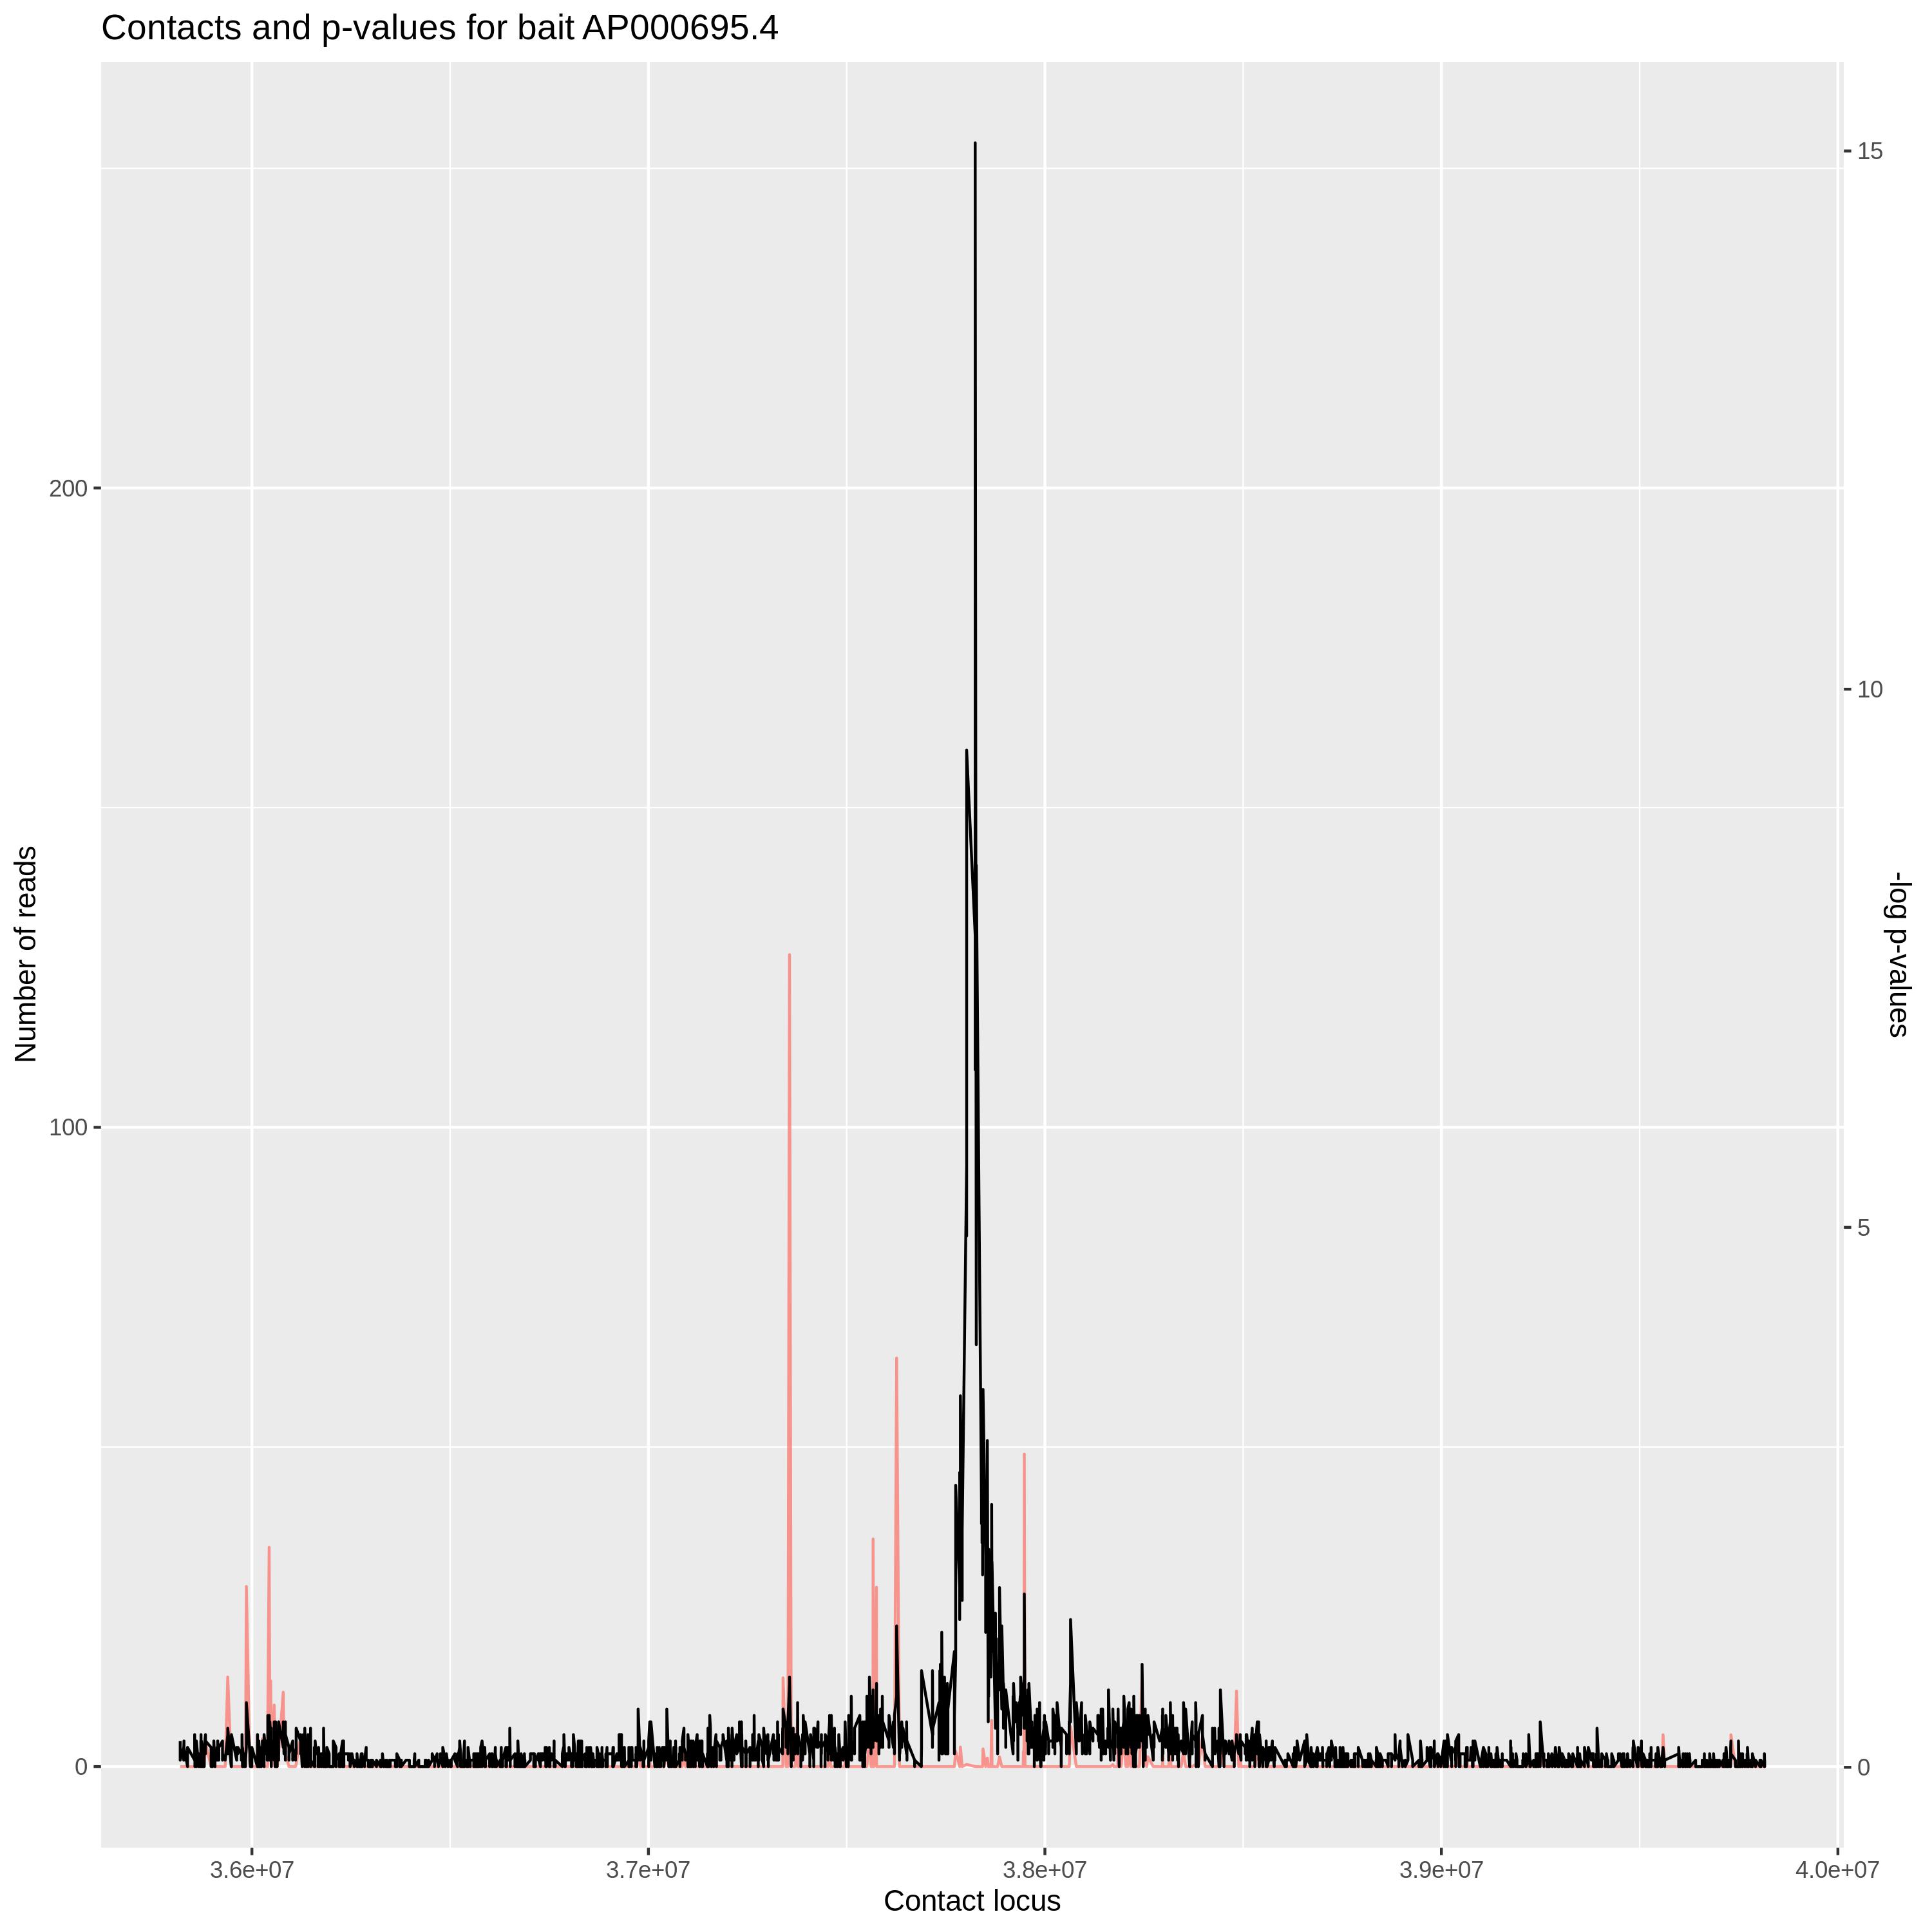 Contacts and p-values for bait AP000695.4
Number of reads
200
100
0
15
10
5
0
-log p-values
3.6e+07
3.7e+07
3.8e+07
3.9e+07
4.0e+07
Contact locus